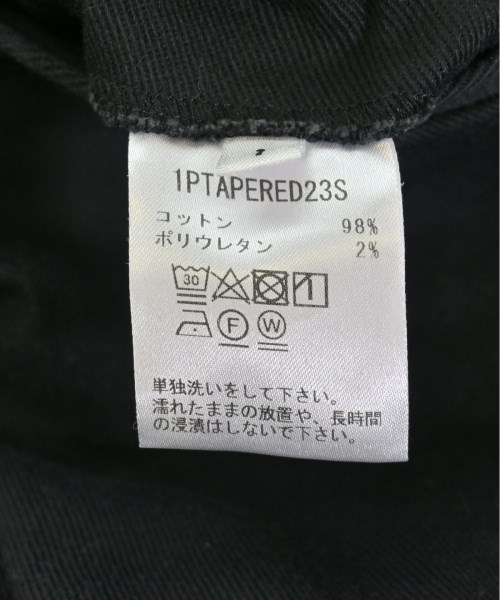 1PTAPERED23S
コットン 98%
ポリウレタン 2%
30
F W
単独洗いをして下さい。
濡れたままの放置や、長時間
の浸漬はしないで下さい。